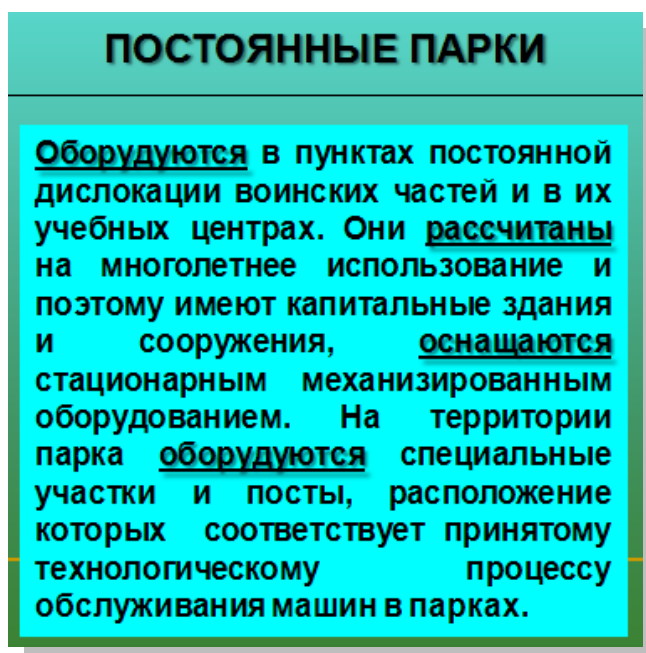 ПОСТОЯННЫЕ ПАРКИ
Оборудуются в пунктах постоянной
дислокации воинских частей и в их
учебных центрах. Они рассчитаны
на многолетнее использование и
поэтому имеют капитальные здания
и сооружения, оснащаются
стационарным механизированным
оборудованием. На территории
парка оборудуются специальные
участки и посты, расположение
которых соответствует принятому
технологическому процессу
обслуживания машин в парках.